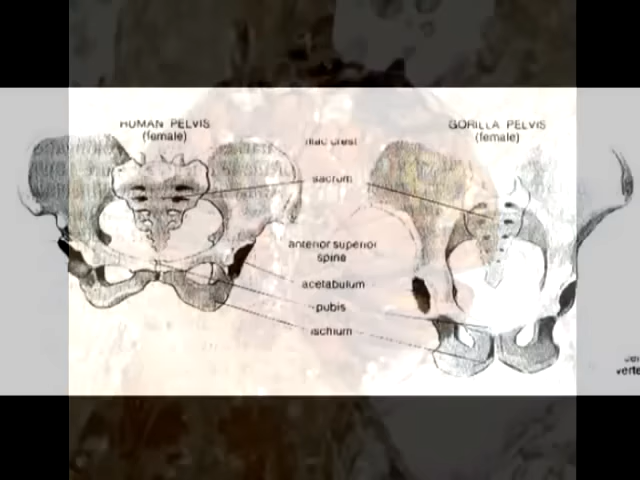 HUMAN PELVIS
(female)
GORILLA PELVIS
(female)
iliac crest
sacrum
anterior superior
spine
acetabulum
pubis
ischium